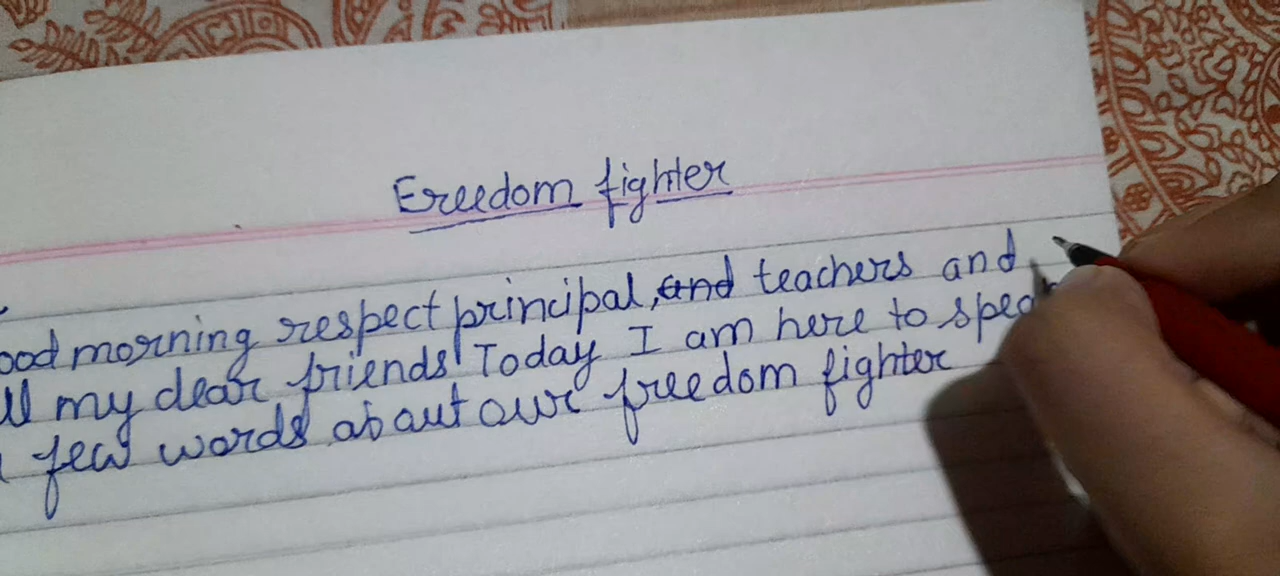 Freedom fighter
ood morning respect principal, and teachers and
ll my dear friends! Today I am here to spea
few words about our freedom fighter